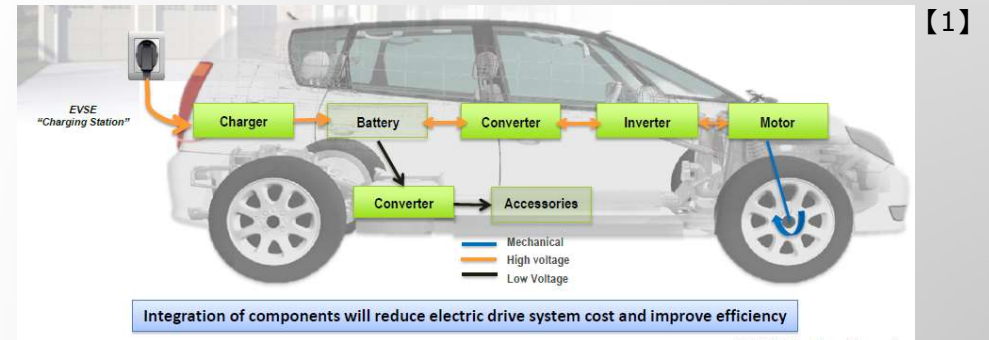 【1】
EVSE
"Charging Station"
Charger
Battery
Converter
Inverter
Motor
Converter
Accessories
Mechanical
High voltage
Low Voltage
Integration of components will reduce electric drive system cost and improve efficiency